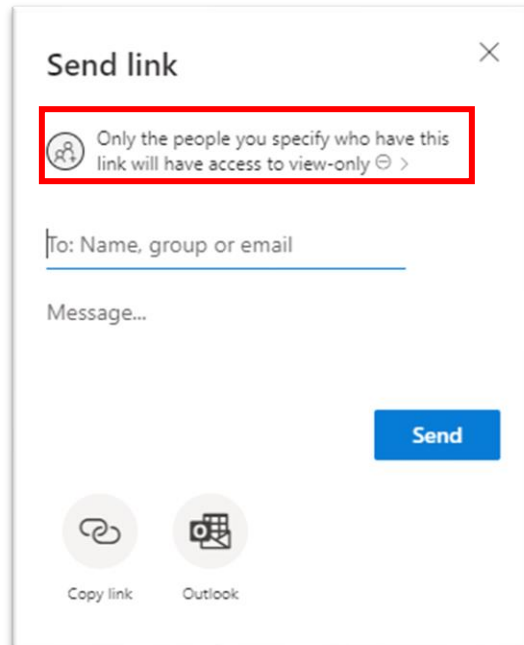 Send link
Only the people you specify who have this
link will have access to view-only
To: Name, group or email
Message...
Send
Copy link
Outlook